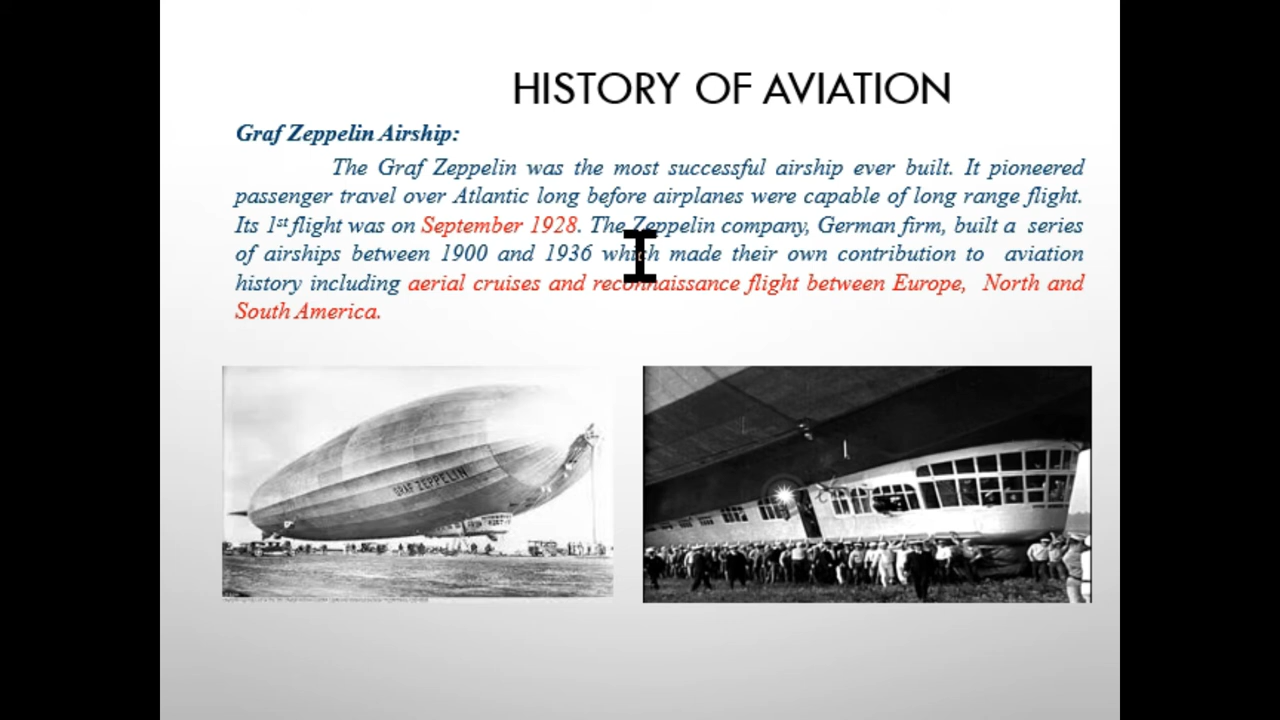 HISTORY OF AVIATION
Graf Zeppelin Airship:
The Graf Zeppelin was the most successful airship ever built. It pioneered
passenger travel over Atlantic long before airplanes were capable of long range flight.
Its 1st flight was on September 1928. The Zeppelin company, German firm, built a series
of airships between 1900 and 1936 which made their own contribution to aviation
history including aerial cruises and reconnaissance flight between Europe, North and
South America.
GRAF ZEPPELIN